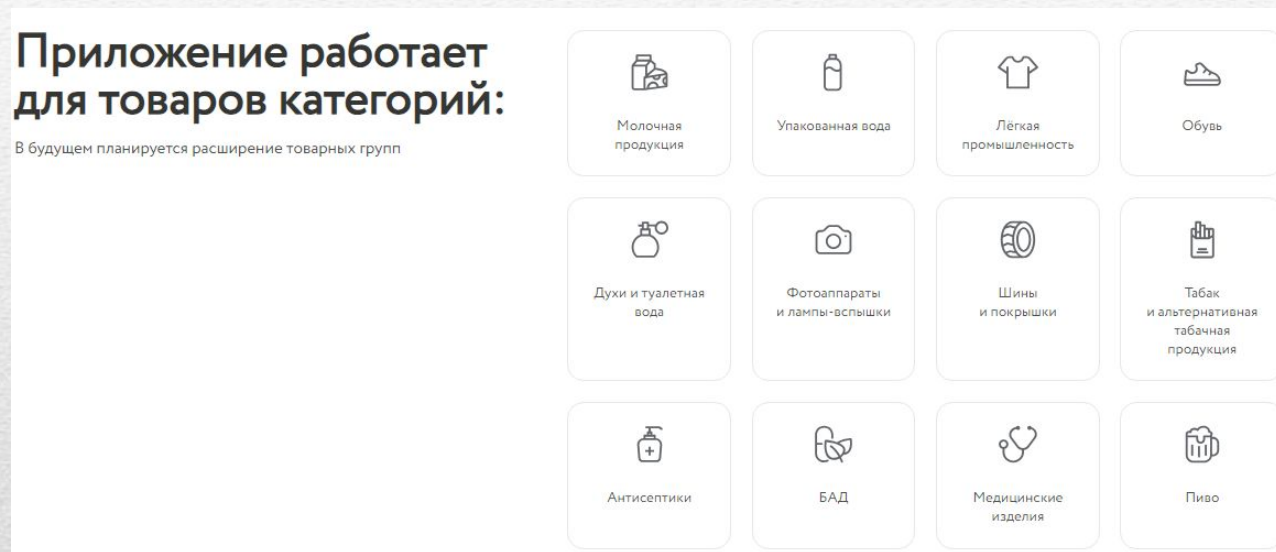 Приложение работает
для товаров категорий:
В будущем планируется расширение товарных групп
Молочная
продукция
Упакованная вода
Лёгкая
промышленность
Обувь
Духи и туалетная
вода
Фотоаппараты
и лампы-вспышки
Шины
и покрышки
Табак
и альтернативная
табачная
продукция
Антисептики
БАД
Медицинские
изделия
Пиво